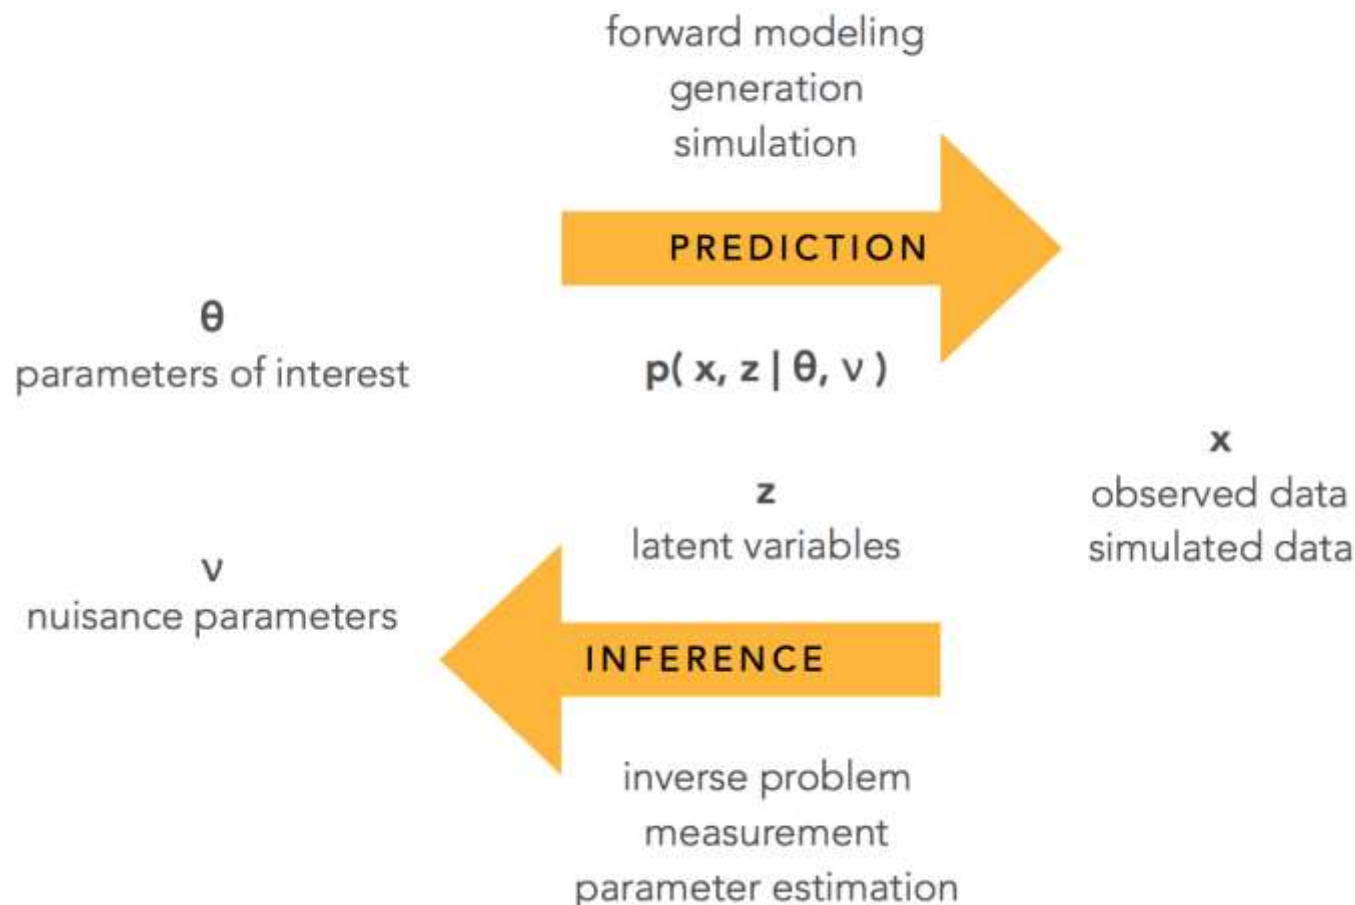 forward modeling
generation
simulation
PREDICTION
θ
parameters of interest
p( x, z | θ, ν )
x
observed data
simulated data
z
latent variables
ν
nuisance parameters
INFERENCE
inverse problem
measurement
parameter estimation